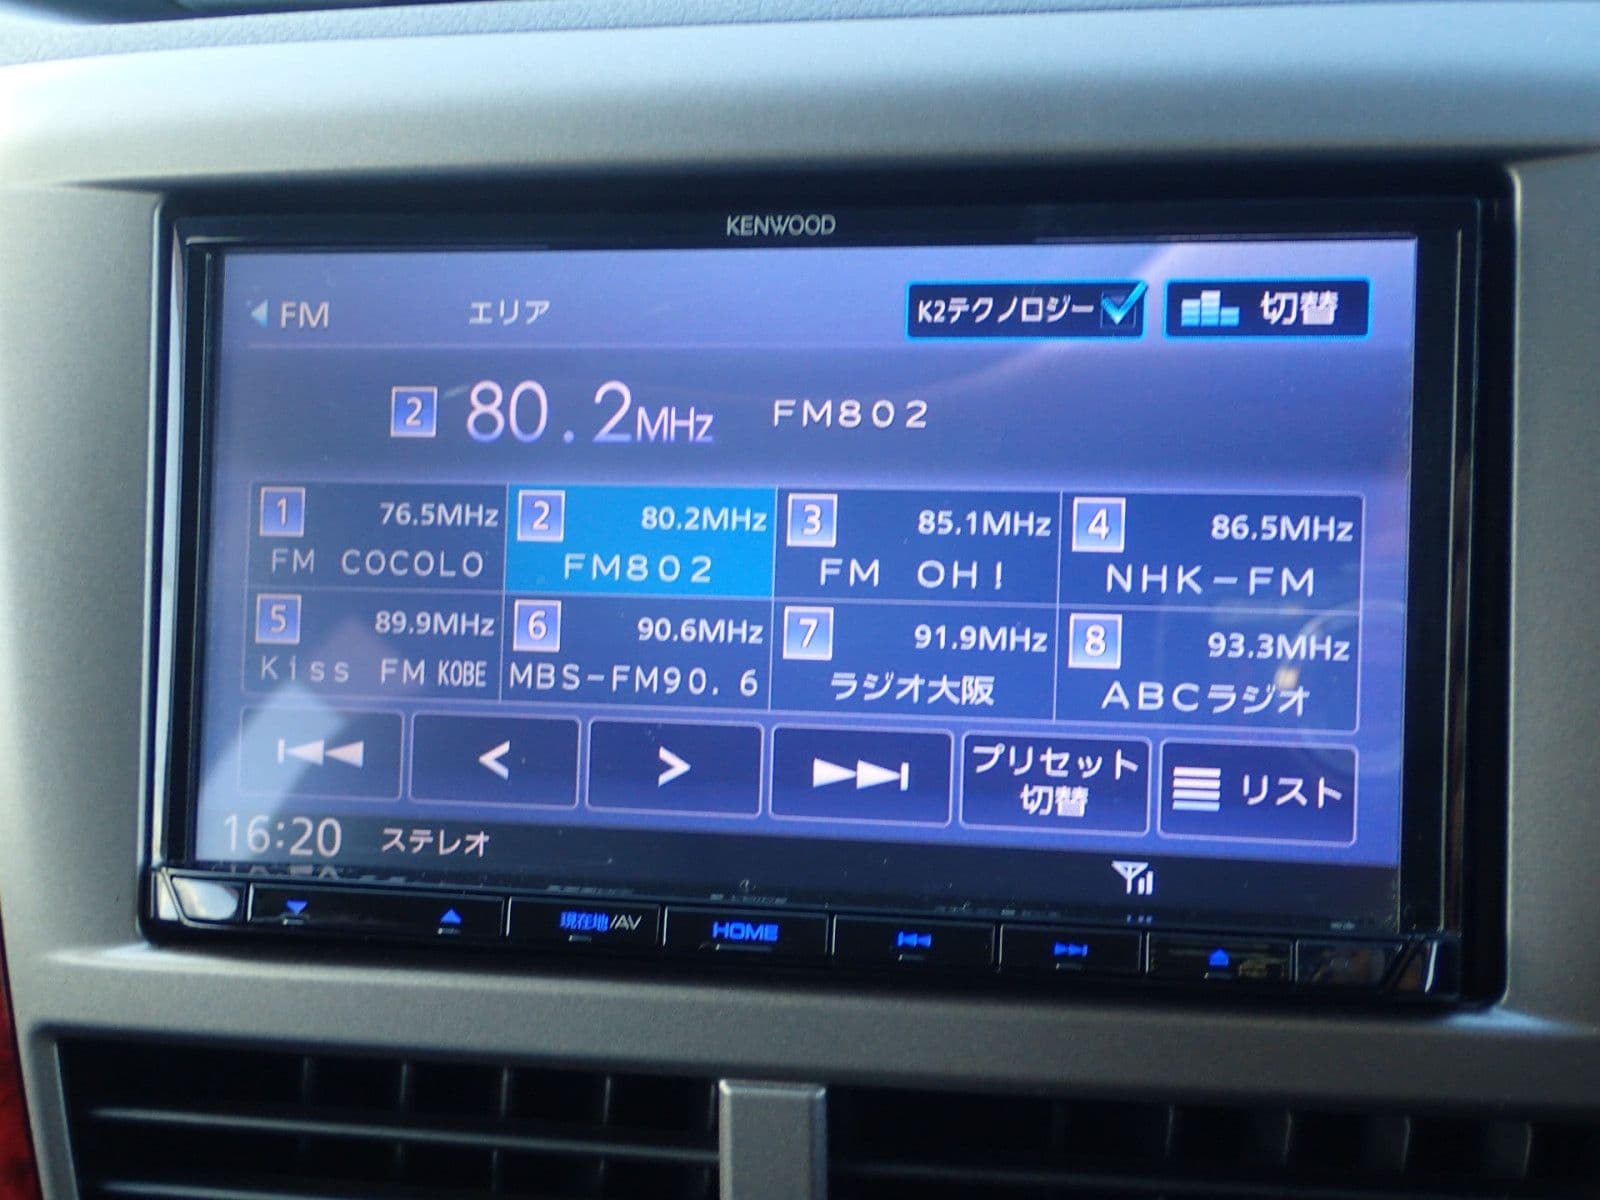 KENWOOD
FM エリア K2テクノロジー 切替
2 80.2MHz FM802
1 76.5MHz 2 80.2MHz 3 85.1MHz 4 86.5MHz
FM COCOLO FM802 FM OH! NHK-FM
5 89.9MHz 6 90.6MHz 7 91.9MHz 8 93.3MHz
Kiss FM KOBE MBS-FM90.6 ラジオ大阪 ABCラジオ
< > プリセット
切替 リスト
16:20 ステレオ
現在地/AV HOME